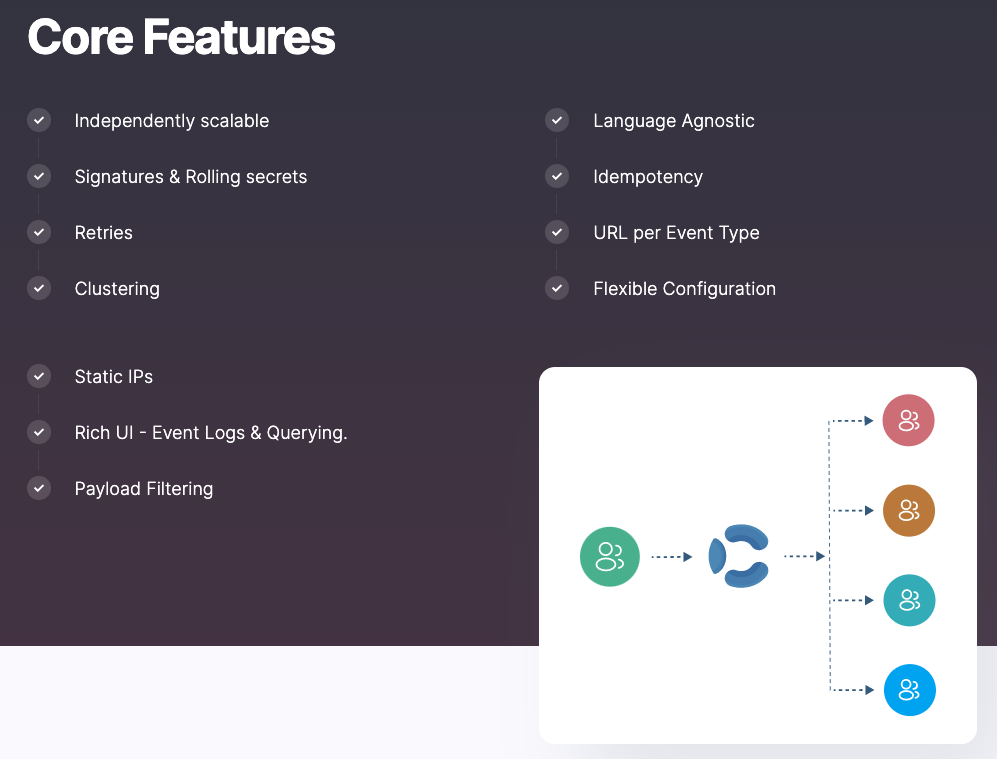 Core Features
Independently scalable
Signatures & Rolling secrets
Retries
Clustering
Language Agnostic
Idempotency
URL per Event Type
Flexible Configuration
Static IPs
Rich UI - Event Logs & Querying.
Payload Filtering